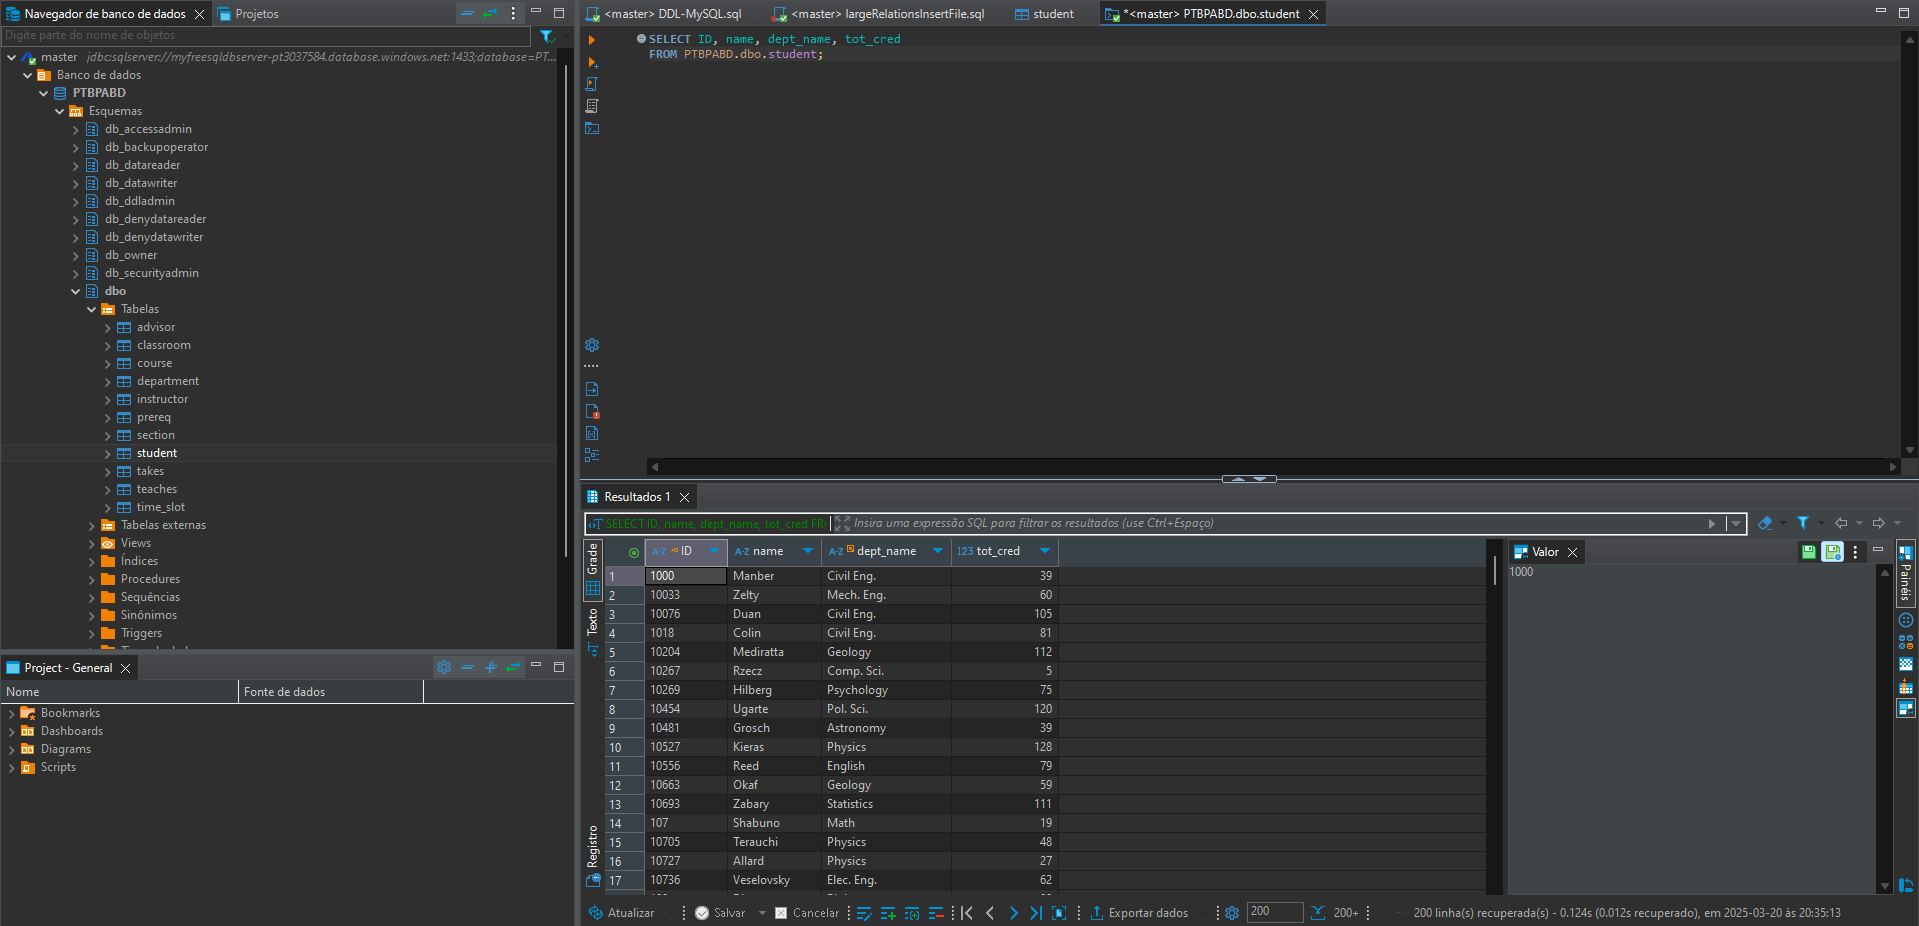 Navegador de banco de dados
Projetos
Digite parte do nome de objetos
master jdbc:sqlserver://myfreesqldbserver-pt3037584.database.windows.net:1433;database=PT...
Banco de dados
PTBPABD
Esquemas
db_accessadmin
db_backupoperator
db_datareader
db_datawriter
db_ddladmin
db_denydatareader
db_denydatawriter
db_owner
db_securityadmin
dbo
Tabelas
advisor
classroom
course
department
instructor
prereq
section
student
takes
teaches
time_slot
Tabelas externas
Views
Índices
Procedures
Sequências
Sinônimos
Triggers
Project - General
Nome Fonte de dados
Bookmarks
Dashboards
Diagrams
Scripts
<master> DDL-MySQL.sql
<master> largeRelationsInsertFile.sql
student
*<master> PTBPABD.dbo.student
SELECT ID, name, dept_name, tot_cred
FROM PTBPABD.dbo.student;
Resultados 1
SELECT ID, name, dept_name, tot_cred FRO
Insira uma expressão SQL para filtrar os resultados (use Ctrl+Espaço)
Grade
Texto
Registro
A-Z ID A-Z name A-Z dept_name 123 tot_cred
1 1000 Manber Civil Eng. 39
2 10033 Zelty Mech. Eng. 60
3 10076 Duan Civil Eng. 105
4 1018 Colin Civil Eng. 81
5 10204 Mediratta Geology 112
6 10267 Rzecz Comp. Sci. 5
7 10269 Hilberg Psychology 75
8 10454 Ugarte Pol. Sci. 120
9 10481 Grosch Astronomy 39
10 10527 Kieras Physics 128
11 10556 Reed English 79
12 10663 Okaf Geology 59
13 10693 Zabary Statistics 111
14 107 Shabuno Math 19
15 10705 Terauchi Physics 48
16 10727 Allard Physics 27
17 10736 Veselovsky Elec. Eng. 62
Valor
1000
Painéis
Atualizar Salvar Cancelar Exportar dados 200 200+ 200 linha(s) recuperada(s) - 0.124s (0.012s recuperado), em 2025-03-20 às 20:35:13